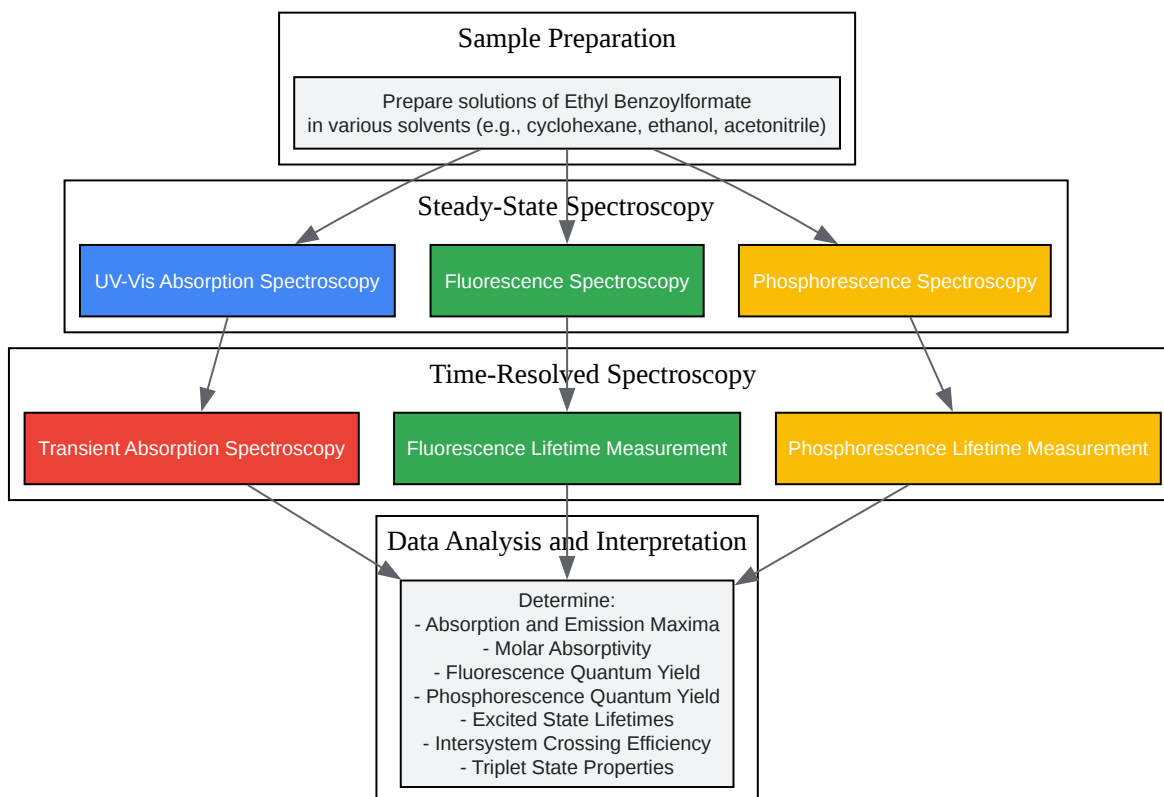 Sample Preparation
Prepare solutions of Ethyl Benzoylformate
in various solvents (e.g., cyclohexane, ethanol, acetonitrile)
Steady-State Spectroscopy
UV-Vis Absorption Spectroscopy
Fluorescence Spectroscopy
Phosphorescence Spectroscopy
Time-Resolved Spectroscopy
Transient Absorption Spectroscopy
Fluorescence Lifetime Measurement
Phosphorescence Lifetime Measurement
Data Analysis and Interpretation
Determine:
- Absorption and Emission Maxima
- Molar Absorptivity
- Fluorescence Quantum Yield
- Phosphorescence Quantum Yield
- Excited State Lifetimes
- Intersystem Crossing Efficiency
- Triplet State Properties